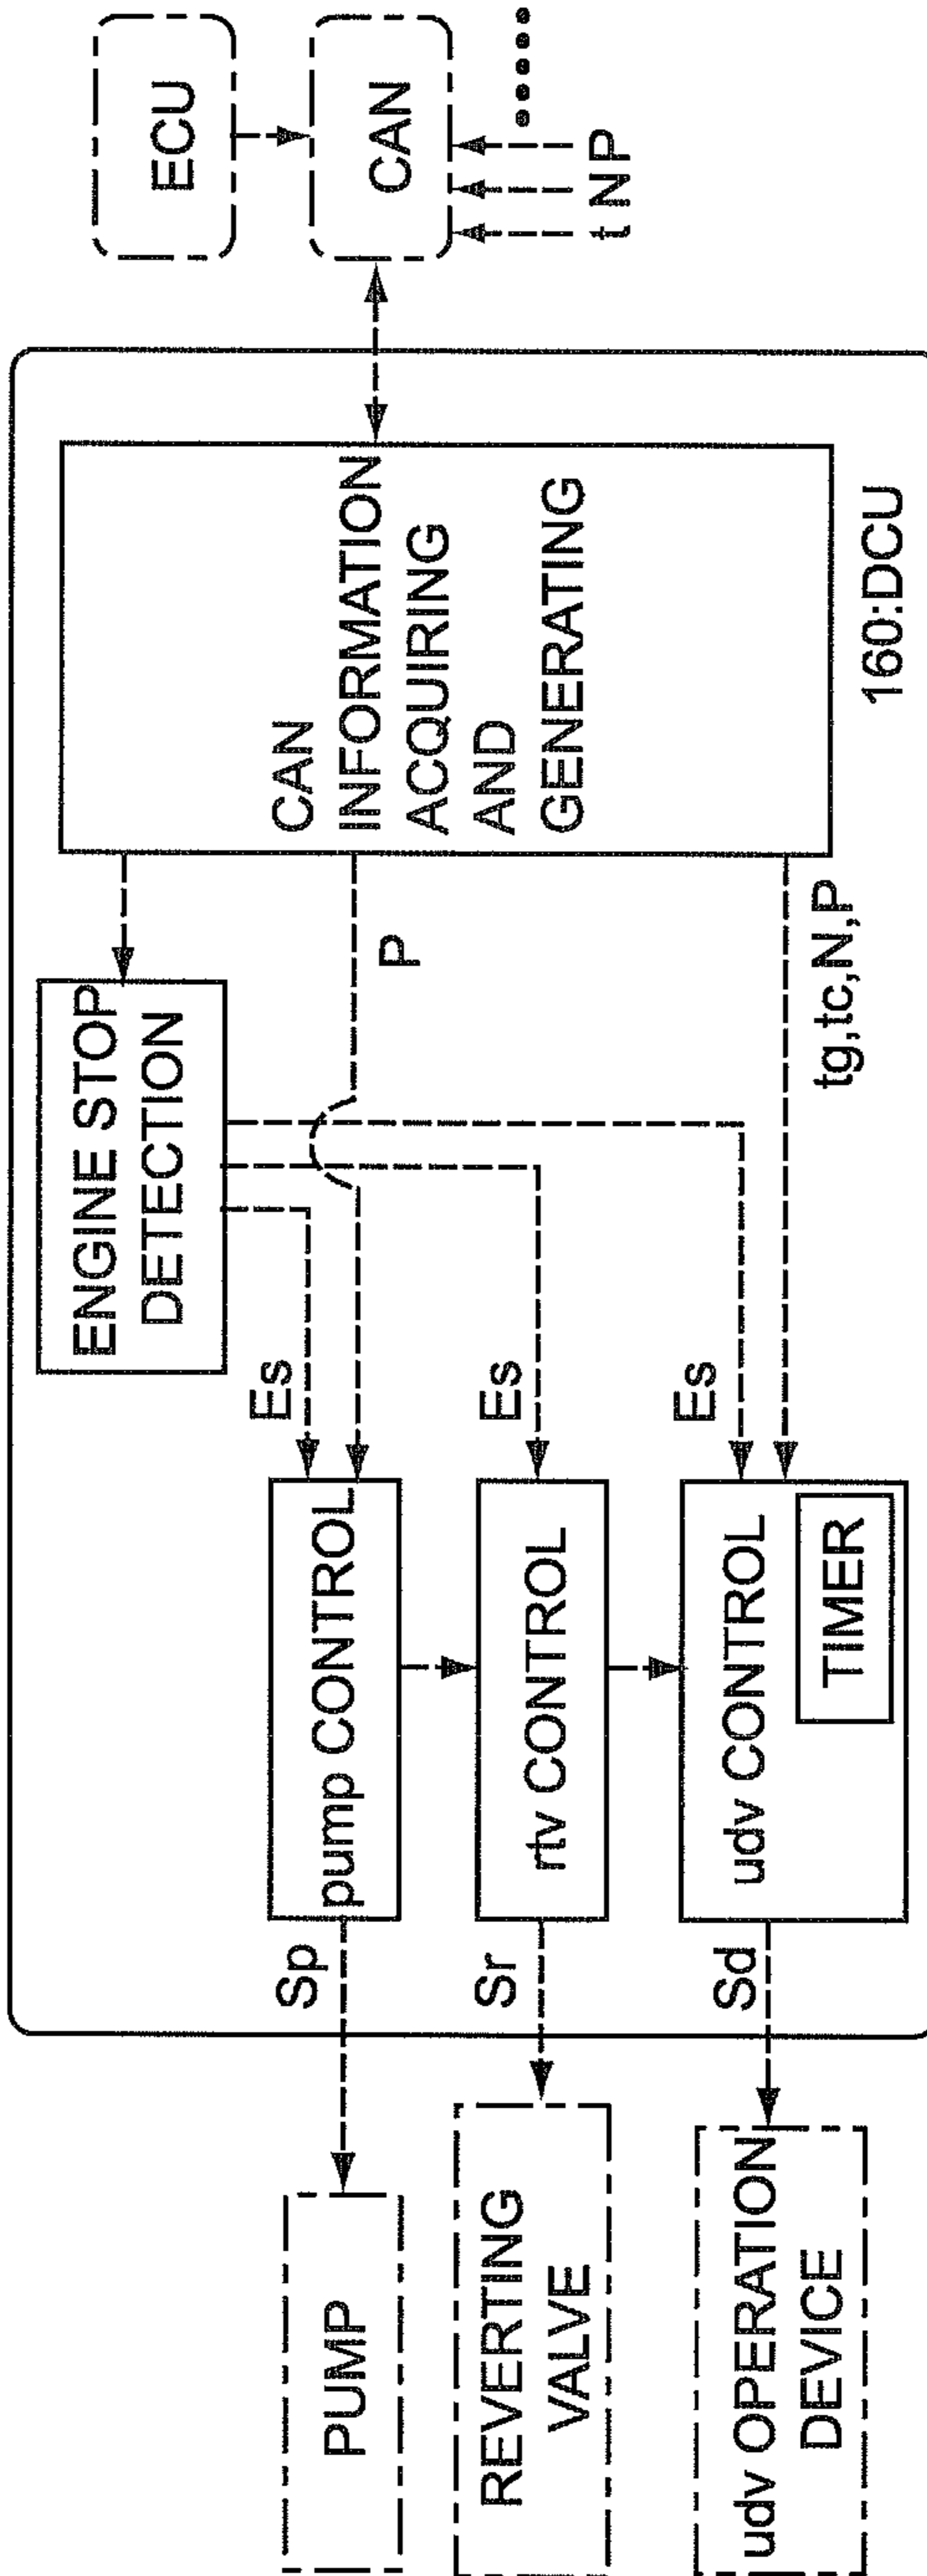 ECU
CAN
t N P
CAN
INFORMATION
ACQUIRING
AND
GENERATING
160:DCU
ENGINE STOP
DETECTION
P
tg,tc,N,P
Es
Es
Es
pump CONTROL
rtv CONTROL
udv CONTROL
TIMER
Sp
Sr
Sd
PUMP
REVERTING
VALVE
udv OPERATION
DEVICE